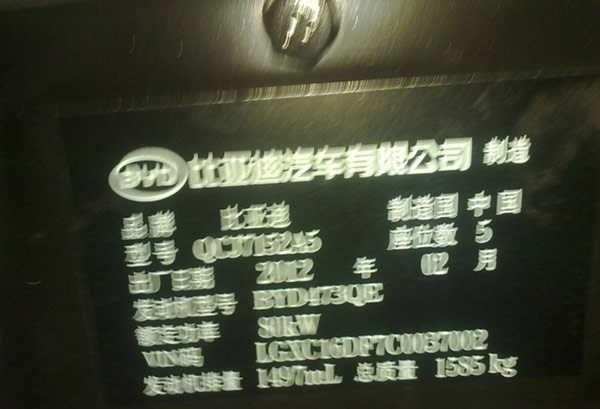 BYD 比亚迪汽车有限公司 制造
品牌 比亚迪 制造国 中国
型号 QCJ7152A5 座位数 5
出厂日期 2012 年 02 月
发动机型号 BYD473QE
额定功率 80kW
VIN码 LGXC16DF7C0037002
发动机排量 1497mL 总质量 1585kg